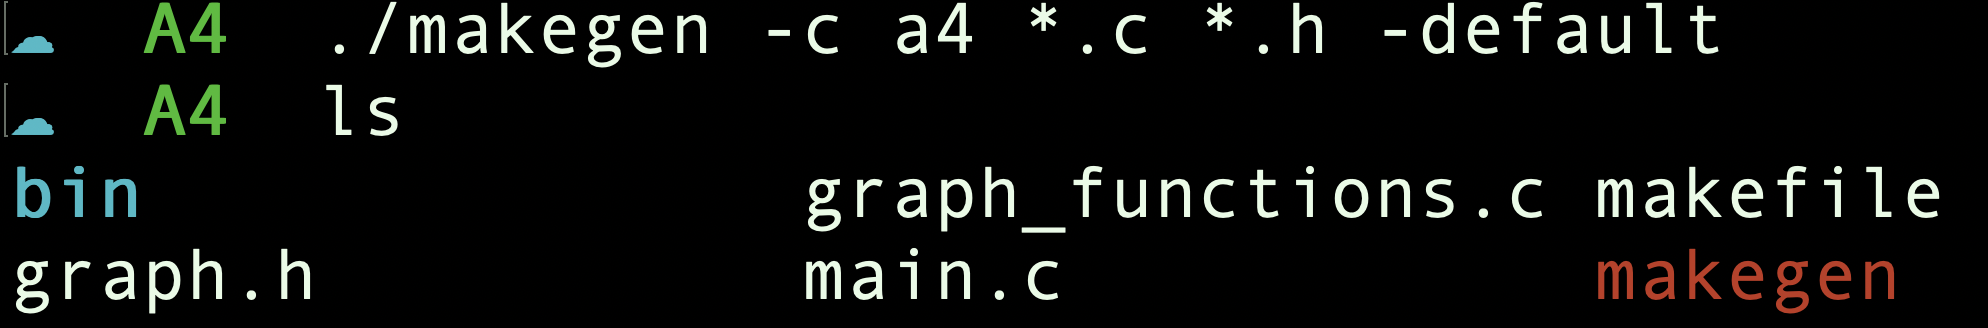 ☁ A4 ./makegen -c a4 *.c *.h -default
☁ A4 ls
bin graph_functions.c makefile
graph.h main.c makegen